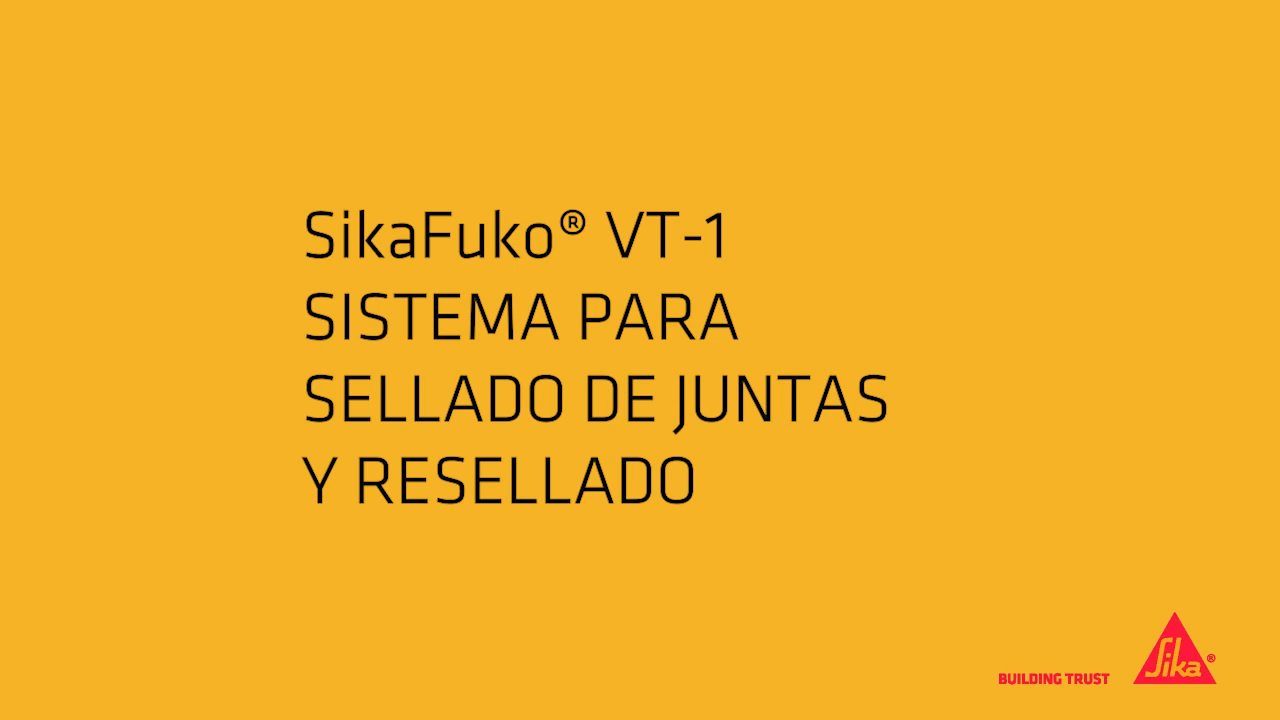 SikaFuko® VT-1
SISTEMA PARA
SELLADO DE JUNTAS
Y RESELLADO
BUILDING TRUST
Sika®